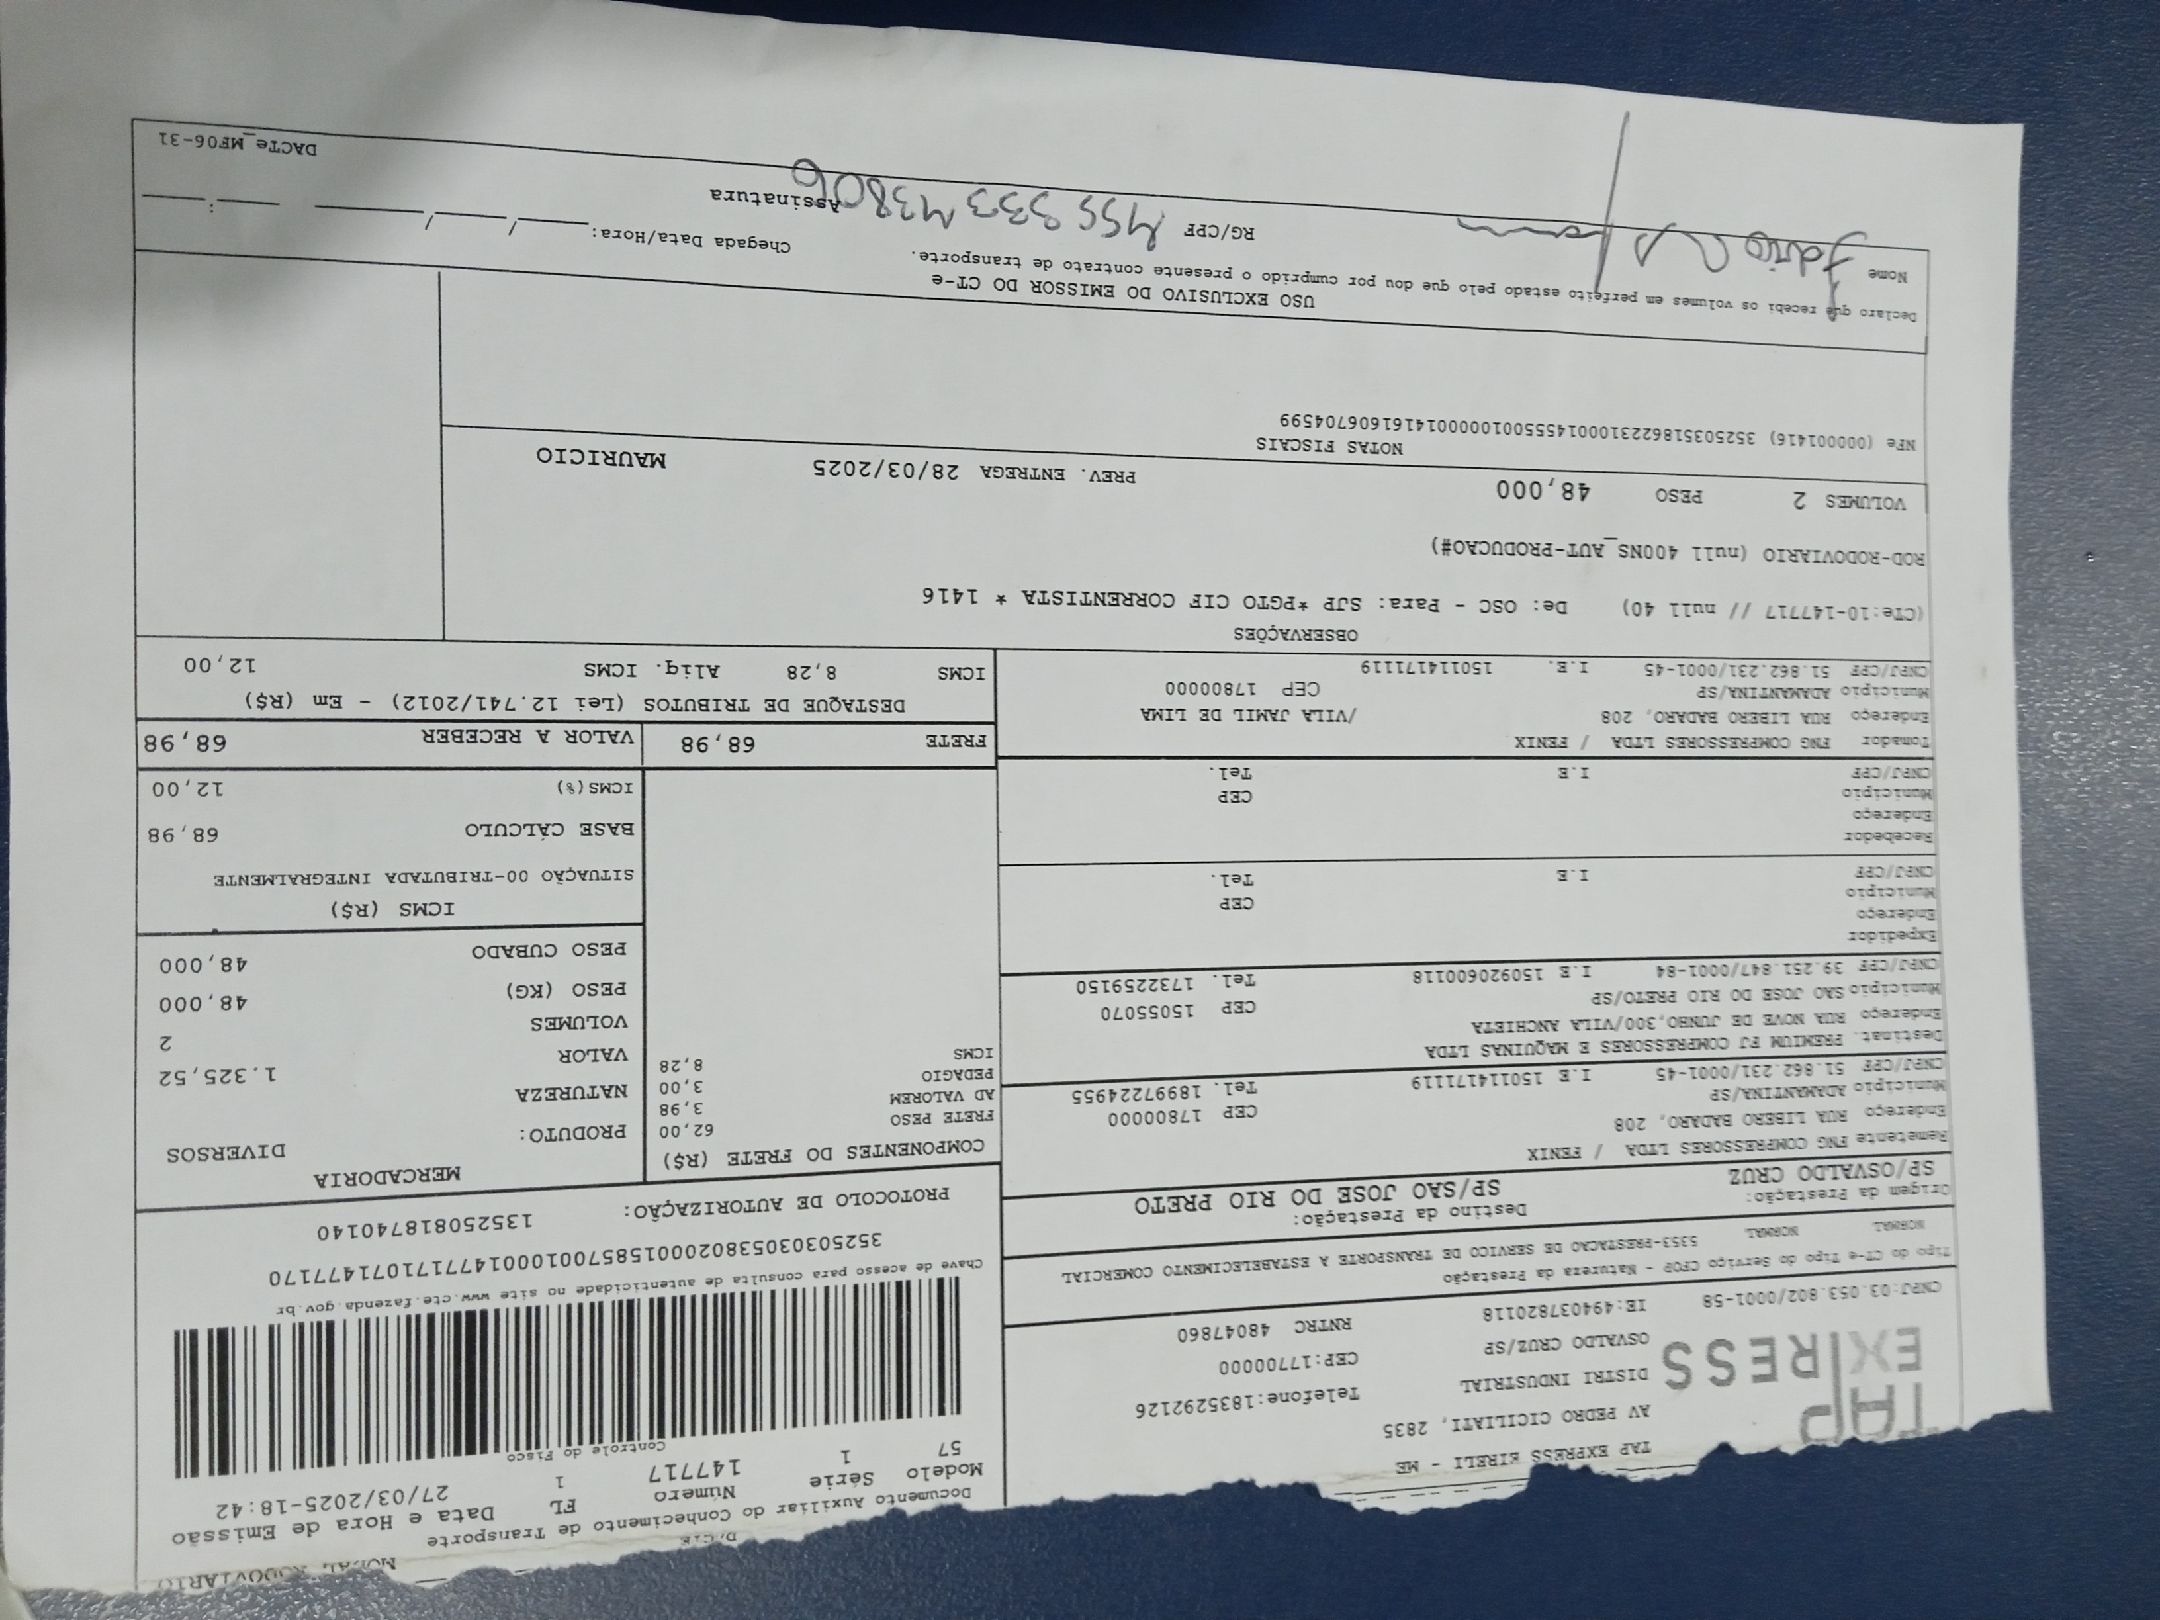 MODAL RODOVIARIO
Documento Auxiliar do Conhecimento de Transporte
Modelo Série Número FL Data e Hora de Emissão
57 1 147717 1 27/03/2025-18:42
Controle do Fisco
Chave de acesso para consulta de autenticidade no site www.cte.fazenda.gov.br
PROTOCOLO DE AUTORIZAÇÃO: 135250818740140
TAP
EXPRESS
TAP EXPRESS EIRELI - ME
AV PEDRO CICILIATI, 2835
DISTRI INDUSTRIAL Telefone:1835292126
OSVALDO CRUZ/SP CEP:17700000
CNPJ:03.053.802/0001-58 IE:494037820118 RNTRC 48047860
Tipo do CT-e Tipo do Serviço CFOP - Natureza da Prestação
NORMAL NORMAL 5353-PRESTACAO DE SERVICO DE TRANSPORTE A ESTABELECIMENTO COMERCIAL
Origem da Prestação: Destino da Prestação:
SP/OSVALDO CRUZ SP/SAO JOSE DO RIO PRETO
Remetente FNG COMPRESSORES LTDA / FENIX
Endereço RUA LIBERO BADARO, 208
Município ADAMANTINA/SP CEP 17800000
CNPJ/CPF 51.862.231/0001-45 I.E 150114171119 Tel. 18997224955
Destinat. PREMIUM FJ COMPRESSORES E MAQUINAS LTDA
Endereço RUA NOVE DE JUNHO,300/VILA ANCHIETA
Município SAO JOSE DO RIO PRETO/SP CEP 15055070
CNPJ/CPF 39.251.847/0001-84 I.E 150920600118 Tel. 1732259150
Expedidor
Endereço
Município CEP
CNPJ/CPF I.E Tel.
Recebedor
Endereço
Município CEP
CNPJ/CPF I.E Tel.
Tomador FNG COMPRESSORES LTDA / FENIX
Endereço RUA LIBERO BADARO, 208 /VILA JAMIL DE LIMA
Município ADAMANTINA/SP CEP 17800000
CNPJ/CPF 51.862.231/0001-45 I.E. 150114171119
COMPONENTES DO FRETE (R$)
FRETE PESO 62,00
AD VALOREM 3,98
PEDAGIO 3,00
ICMS 8,28
MERCADORIA
PRODUTO: DIVERSOS
NATUREZA
VALOR 1.325,52
VOLUMES 2
PESO (KG) 48,000
PESO CUBADO 48,000
ICMS (R$)
SITUAÇÃO 00-TRIBUTADA INTEGRALMENTE
BASE CÁLCULO 68,98
ICMS(%) 12,00
FRETE 68,98 VALOR A RECEBER 68,98
DESTAQUE DE TRIBUTOS (Lei 12.741/2012) - Em (R$)
ICMS 8,28 Aliq. ICMS 12,00
OBSERVAÇÕES
(CTe:10-147717 // null 40) De: OSC - Para: SJP *PGTO CIF CORRENTISTA * 1416
ROD-RODOVIARIO (null 400NS_AUT-PRODUCAO#)
VOLUMES 2 PESO 48,000 PREV. ENTREGA 28/03/2025 MAURICIO
NOTAS FISCAIS
NFe (000001416) 35250351862231000145550010000014161606704599
USO EXCLUSIVO DO EMISSOR DO CT-e
Declaro que recebi os volumes em perfeito estado pelo que dou por cumprido o presente contrato de transporte.
Nome RG/CPF Chegada Data/Hora: / / :
Assinatura
DACTe_MF06-31